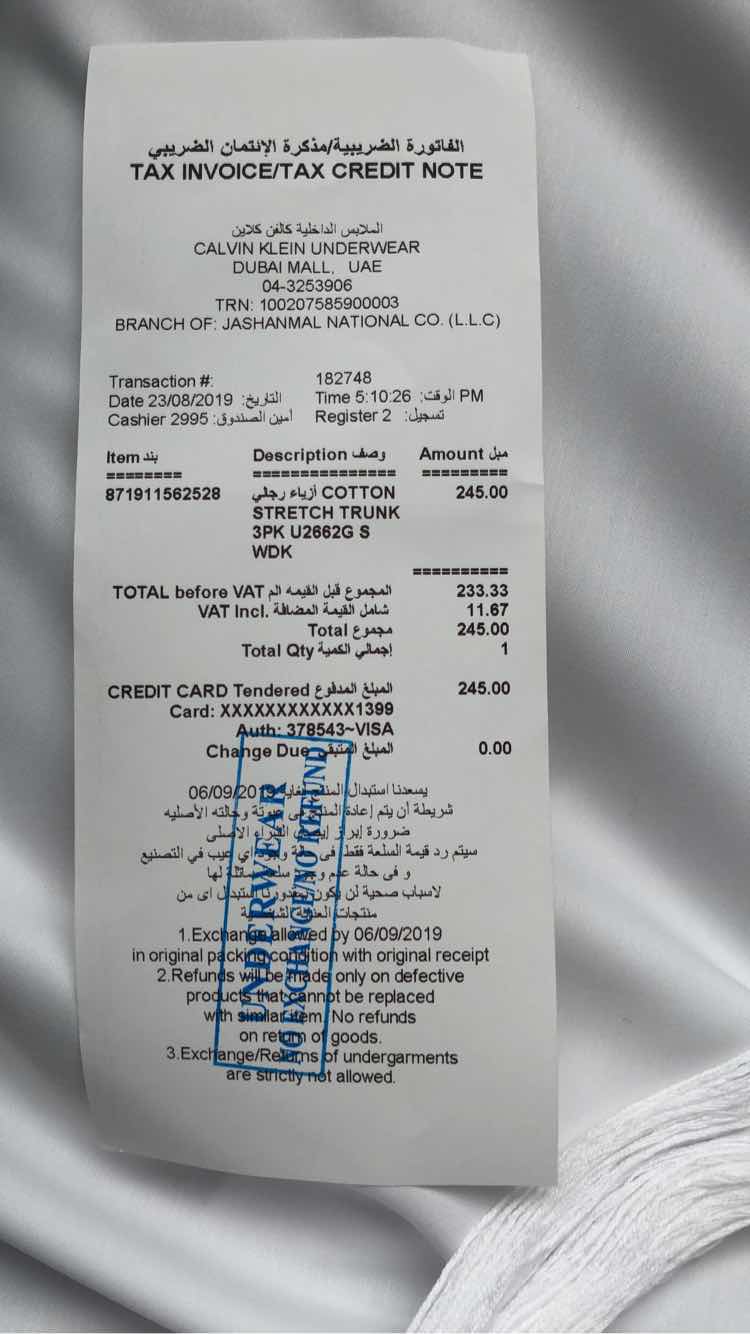 الفاتورة الضريبية/مذكرة الإئتمان الضريبي
TAX INVOICE/TAX CREDIT NOTE
الملابس الداخلية كالفن كلاين
CALVIN KLEIN UNDERWEAR
DUBAI MALL, UAE
04-3253906
TRN: 100207585900003
BRANCH OF: JASHANMAL NATIONAL CO. (L.L.C)
Transaction #: 182748
Date 23/08/2019 التاريخ: Time 5:10:26 الوقت: PM
Cashier 2995 أمين الصندوق: Register 2 تسجيل:
Item بند Description وصف Amount مبل
======== =============== =========
871911562528 أزياء رجالي COTTON 245.00
STRETCH TRUNK
3PK U2662G S
WDK
==========
TOTAL before VAT المجموع قبل القيمه الم 233.33
VAT Incl. شامل القيمة المضافة 11.67
Total مجموع 245.00
Total Qty إجمالي الكمية 1
CREDIT CARD Tendered المبلغ المدفوع 245.00
Card: XXXXXXXXXXXX1399
Auth: 378543~VISA
Change Due المبلغ المتبقي 0.00
يسعدنا استبدال المنتج لغاية 06/09/2019
شريطة أن يتم إعادة المنتج في عبوتة وحالته الأصليه
ضرورة إبراز الشراء الاصلى
سيتم رد قيمة السلعة فقط فى حالة وجود أي عيب في التصنيع
و فى حالة عدم وجود سلعة مماثلة لها
لاسباب صحية لن يكون بمقدورنا استبدال اى من
منتجات العناية الشخصية
1.Exchange allowed by 06/09/2019
in original packing condition with original receipt
2.Refunds will be made only on defective
products that cannot be replaced
with similar item. No refunds
on return of goods.
3.Exchange/Returns of undergarments
are strictly not allowed.
UNDERWEAR
NO EXCHANGE/NO REFUND